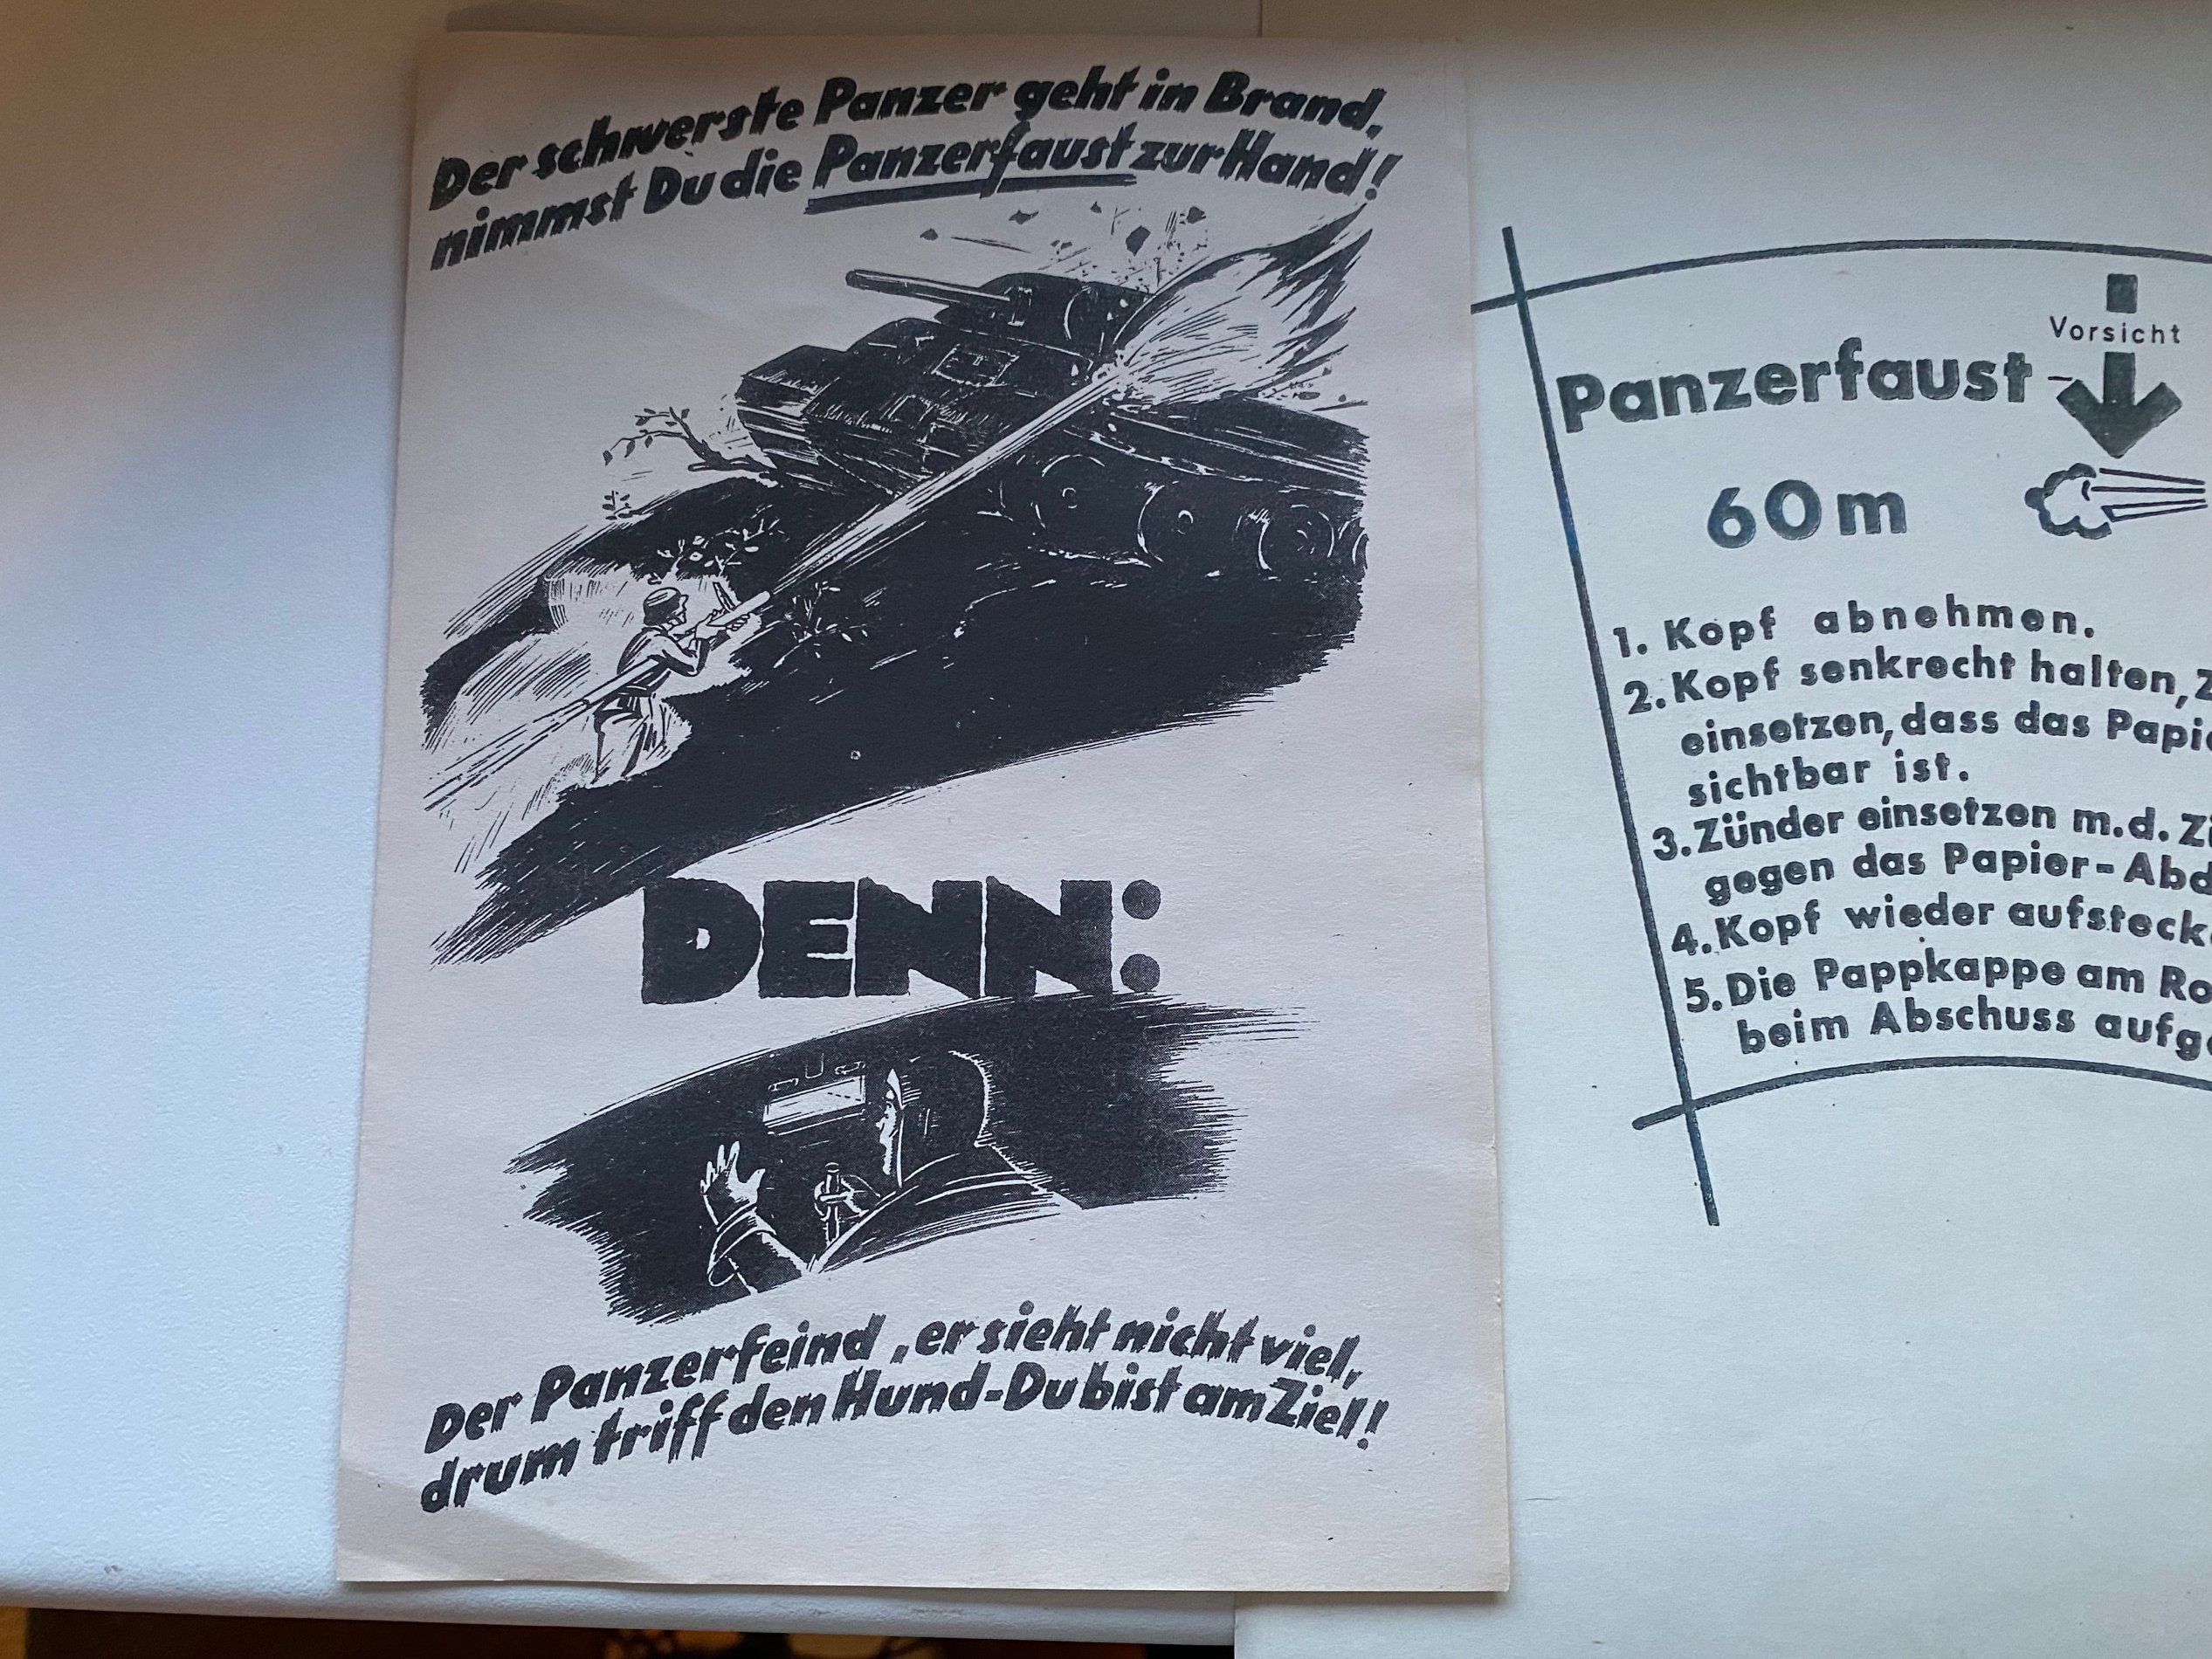 Der schwerste Panzer geht in Brand,
nimmst Du die Panzerfaust zur Hand!
DENN:
Der Panzerfeind, er sieht nicht viel,
drum triff den Hund-Du bist am Ziel!
Vorsicht
Panzerfaust-
60m
1. Kopf abnehmen.
2. Kopf senkrecht halten,
einsetzen, dass das
sichtbar ist.
3. Zünder einsetzen m.d.
gegen das Papier-
4. Kopf wieder
5. Die Pappkappe am
beim Abschuss